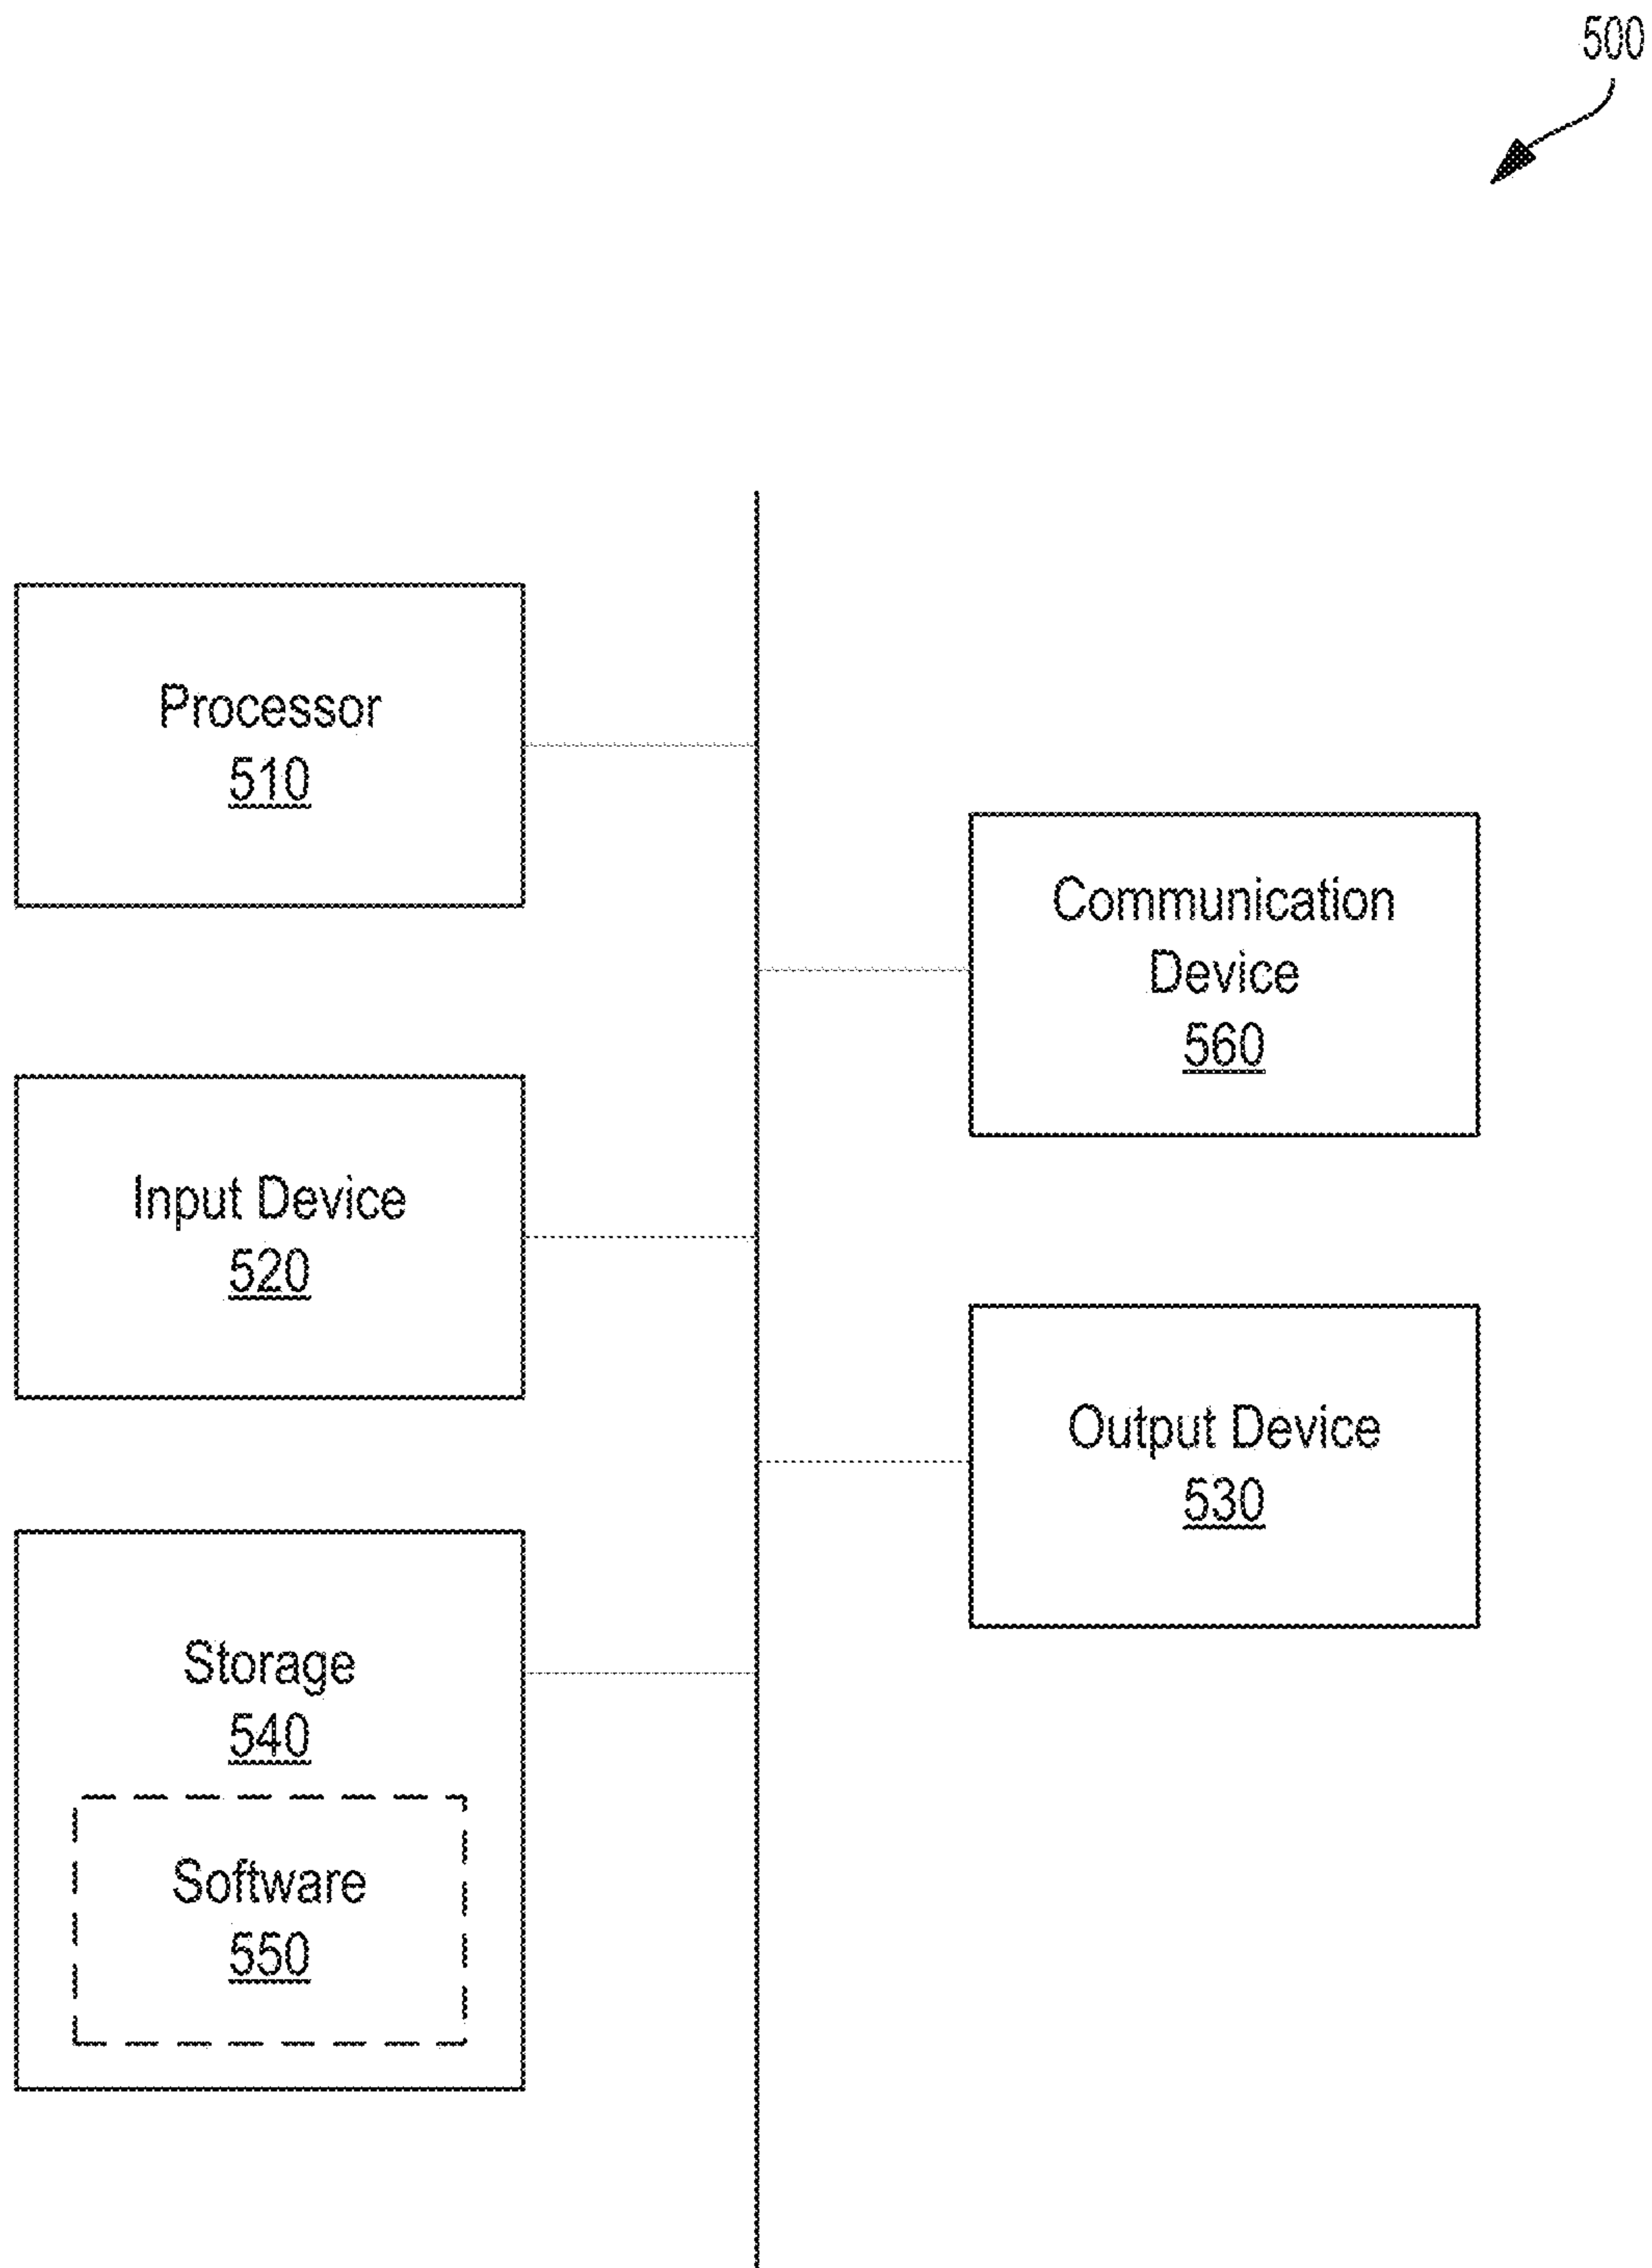 500
Processor
510
Communication
Device
560
Input Device
520
Output Device
530
Storage
540
Software
550